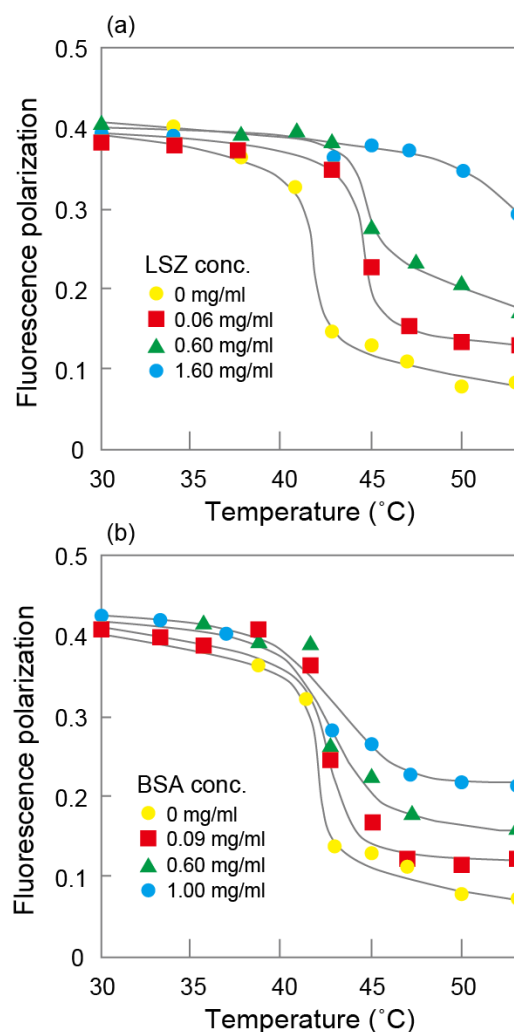 (a)
0.5
0.4
0.3
0.2
0.1
0
Fluorescence polarization
LSZ conc.
0 mg/ml
0.06 mg/ml
0.60 mg/ml
1.60 mg/ml
30 35 40 45 50
Temperature (˚C)
(b)
0.5
0.4
0.3
0.2
0.1
0
Fluorescence polarization
BSA conc.
0 mg/ml
0.09 mg/ml
0.60 mg/ml
1.00 mg/ml
30 35 40 45 50
Temperature (˚C)